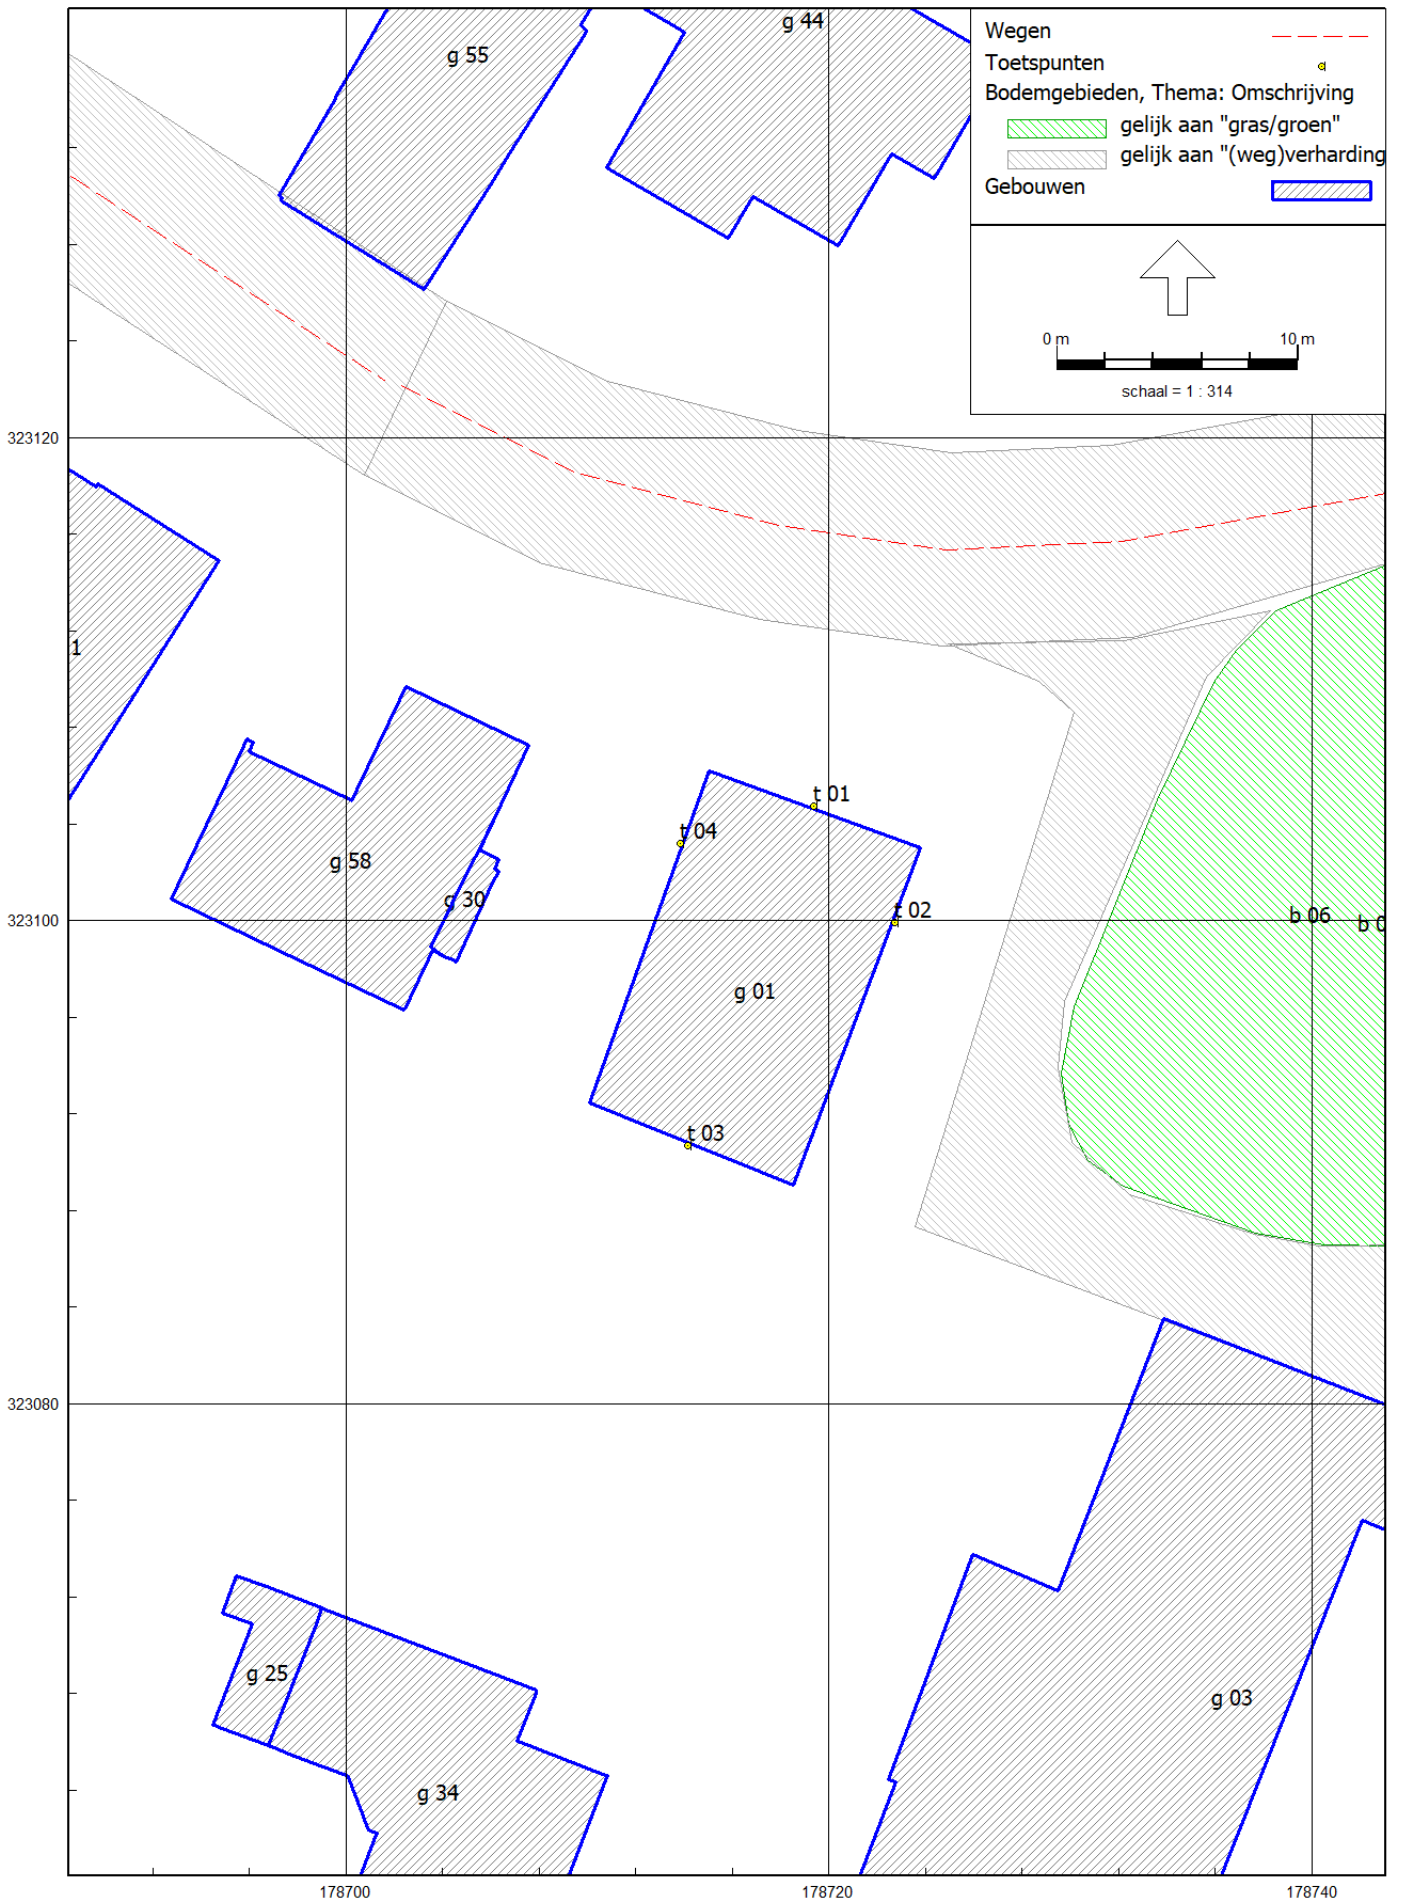 g 55
g 44
Wegen
Toetspunten
Bodemgebieden, Thema: Omschrijving
gelijk aan "gras/groen"
gelijk aan "(weg)verharding
Gebouwen
0 m
10 m
schaal = 1 : 314
323120
1
t 01
t 04
g 58
g 30
t 02
323100
b 06
b 0
g 01
t 03
323080
g 25
g 03
g 34
178700
178720
178740